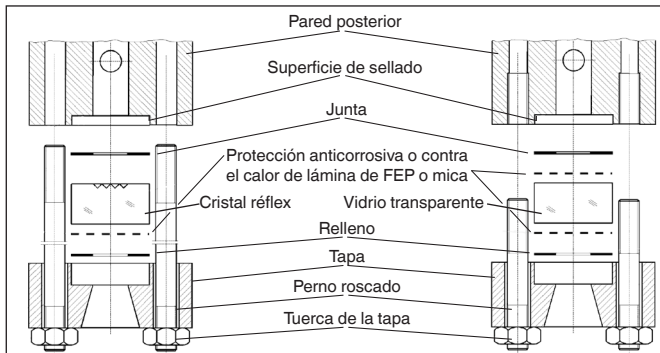 Pared posterior
Superficie de sellado
Junta
Protección anticorrosiva o contra
el calor de lámina de FEP o mica
Cristal réflex
Vidrio transparente
Relleno
Tapa
Perno roscado
Tuerca de la tapa